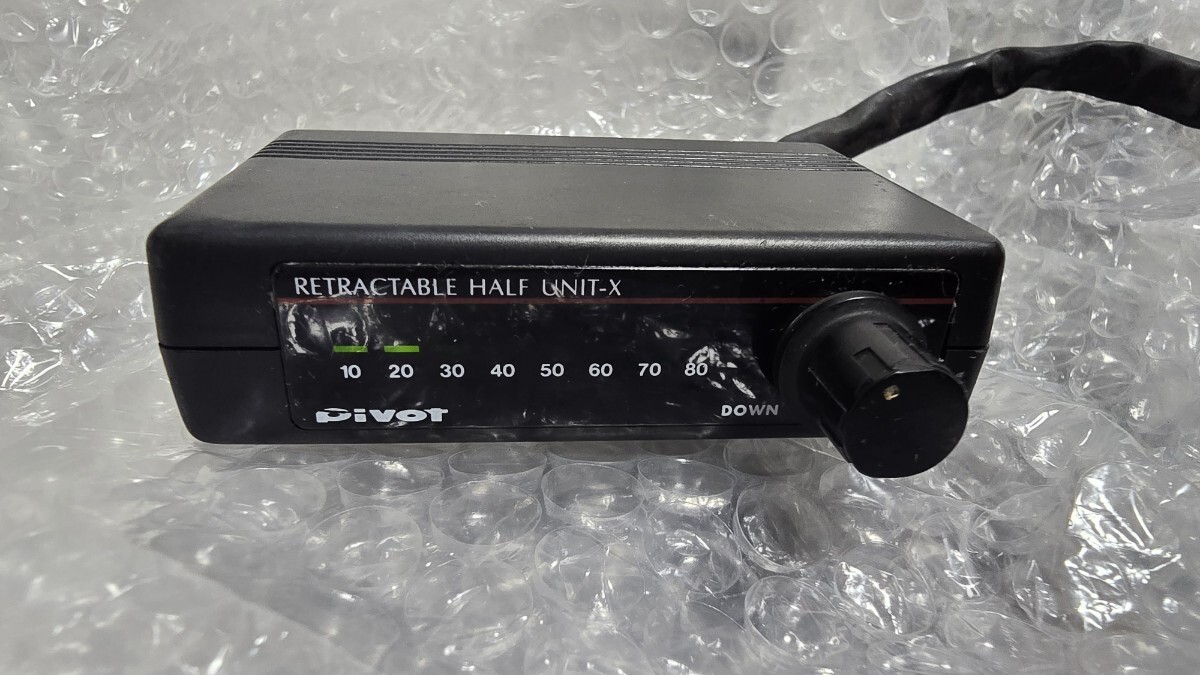 RETRACTABLE HALF UNIT-X
10 20 30 40 50 60 70 80
PIVOT
DOWN